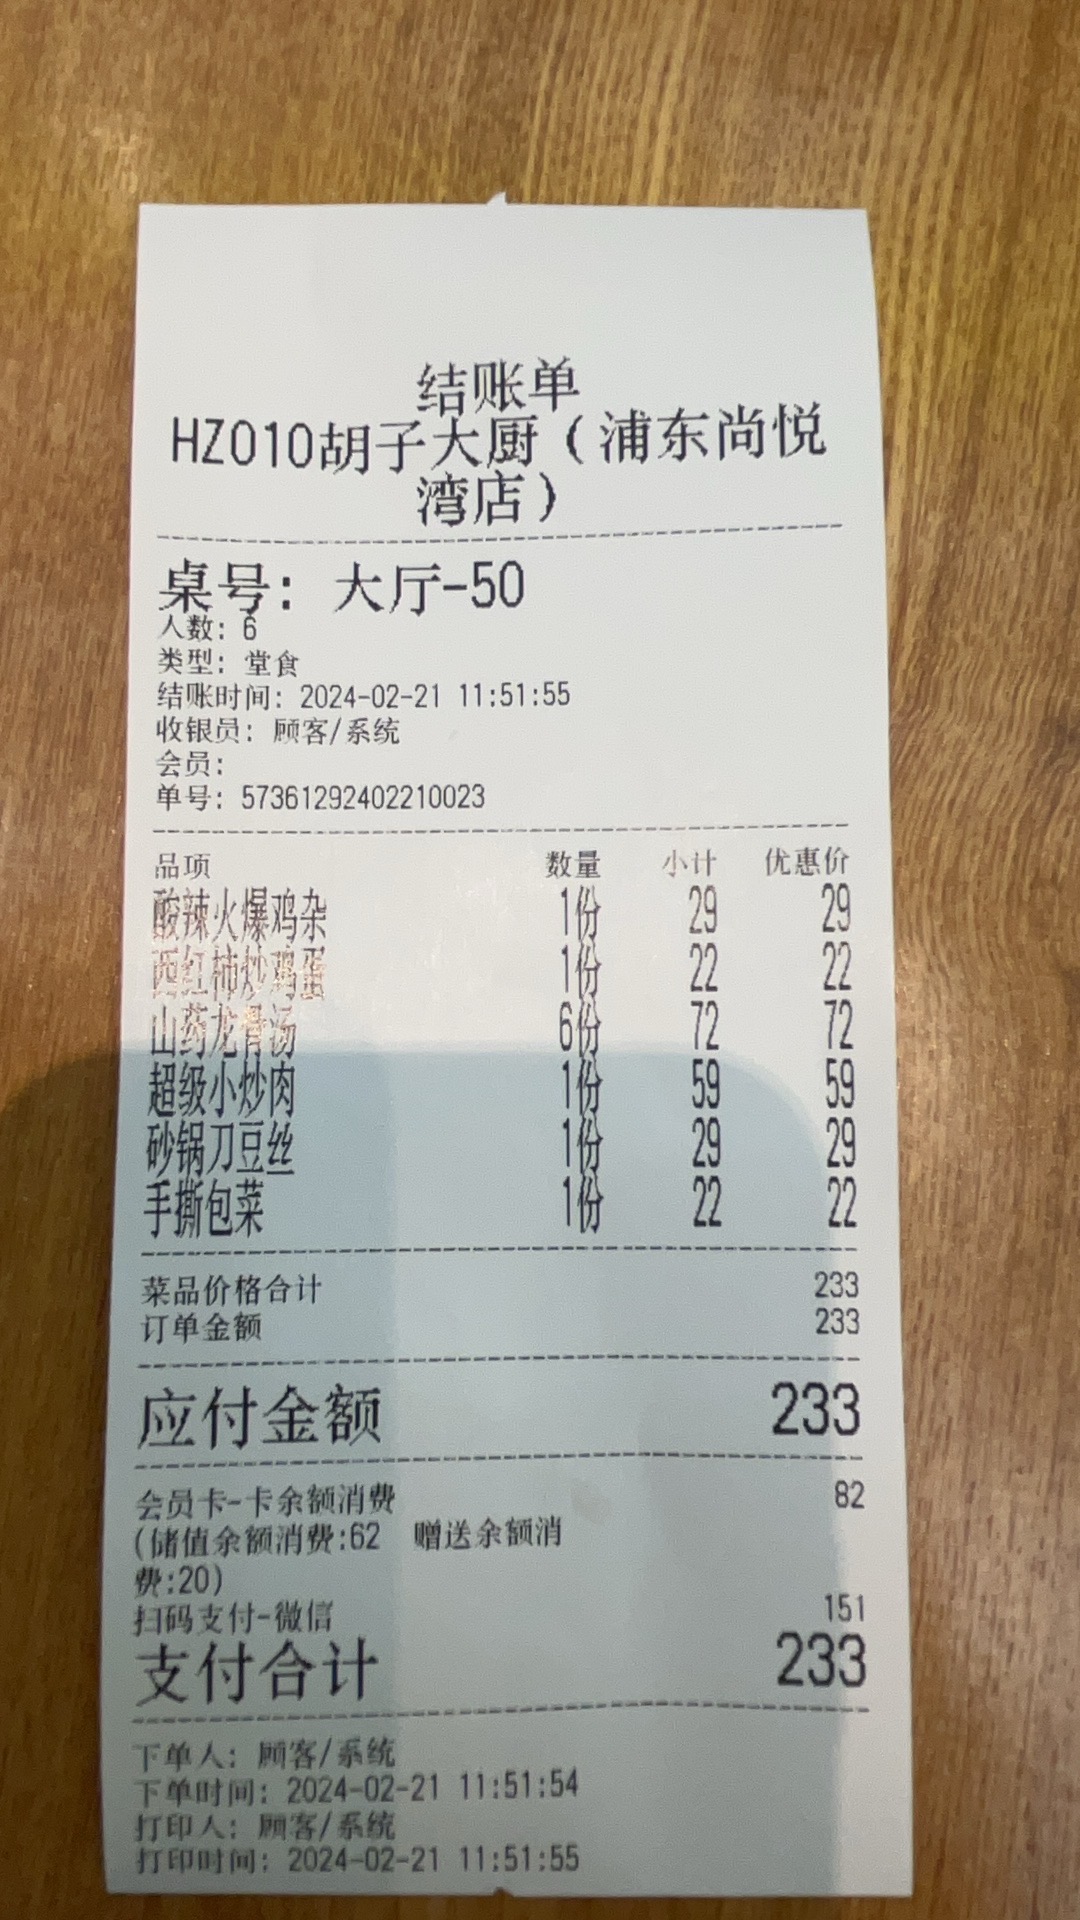 结账单
HZ010胡子大厨（浦东尚悦
湾店）
桌号：大厅-50
人数：6
类型：堂食
结账时间：2024-02-21 11:51:55
收银员：顾客/系统
会员：
单号：57361292402210023
品项 数量 小计 优惠价
酸辣火爆鸡杂 1份 29 29
西红柿炒鸡蛋 1份 22 22
山药龙骨汤 6份 72 72
超级小炒肉 1份 59 59
砂锅刀豆丝 1份 29 29
手撕包菜 1份 22 22
菜品价格合计 233
订单金额 233
应付金额 233
会员卡-卡余额消费 82
(储值余额消费:62 赠送余额消
费:20)
扫码支付-微信 151
支付合计 233
下单人：顾客/系统
下单时间：2024-02-21 11:51:54
打印人：顾客/系统
打印时间：2024-02-21 11:51:55